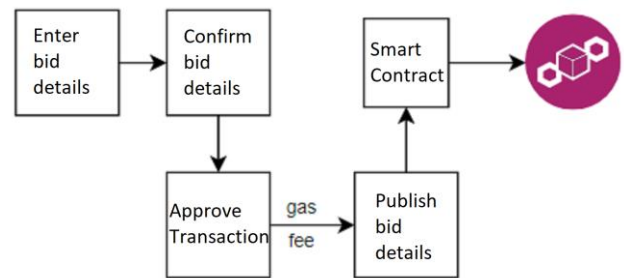 Enter
bid
details
Confirm
bid
details
Smart
Contract
Approve
Transaction
gas
fee
Publish
bid
details